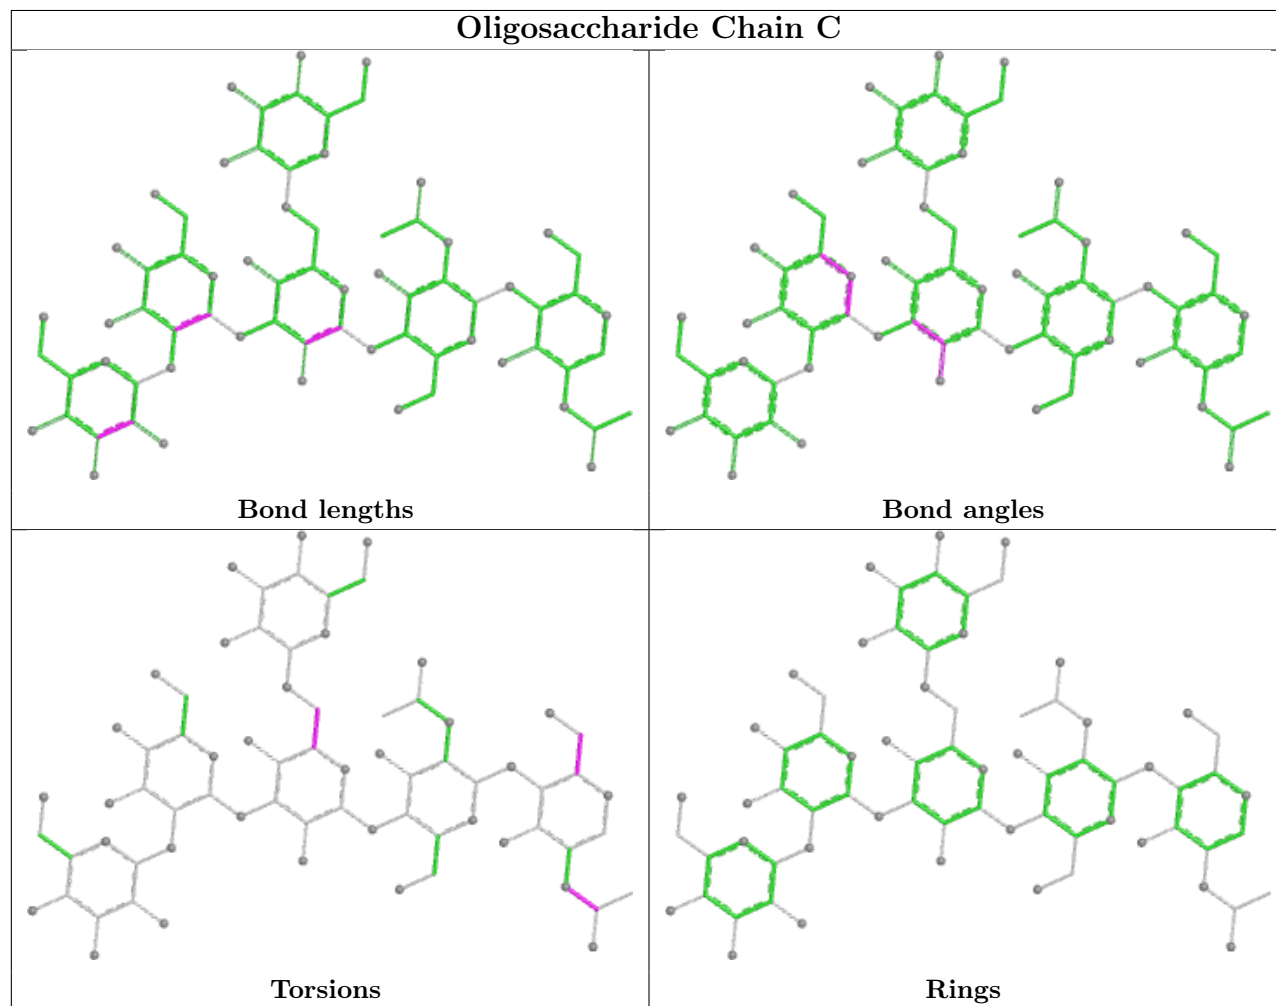 Oligosaccharide Chain C
Bond lengths
Bond angles
Torsions
Rings